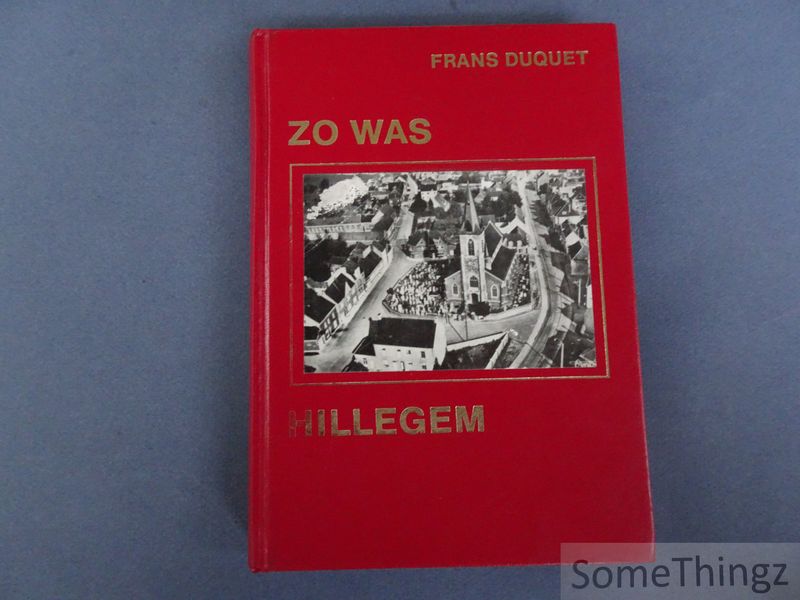 FRANS DUQUET
ZO WAS
HILLEGEM
SomeThingz